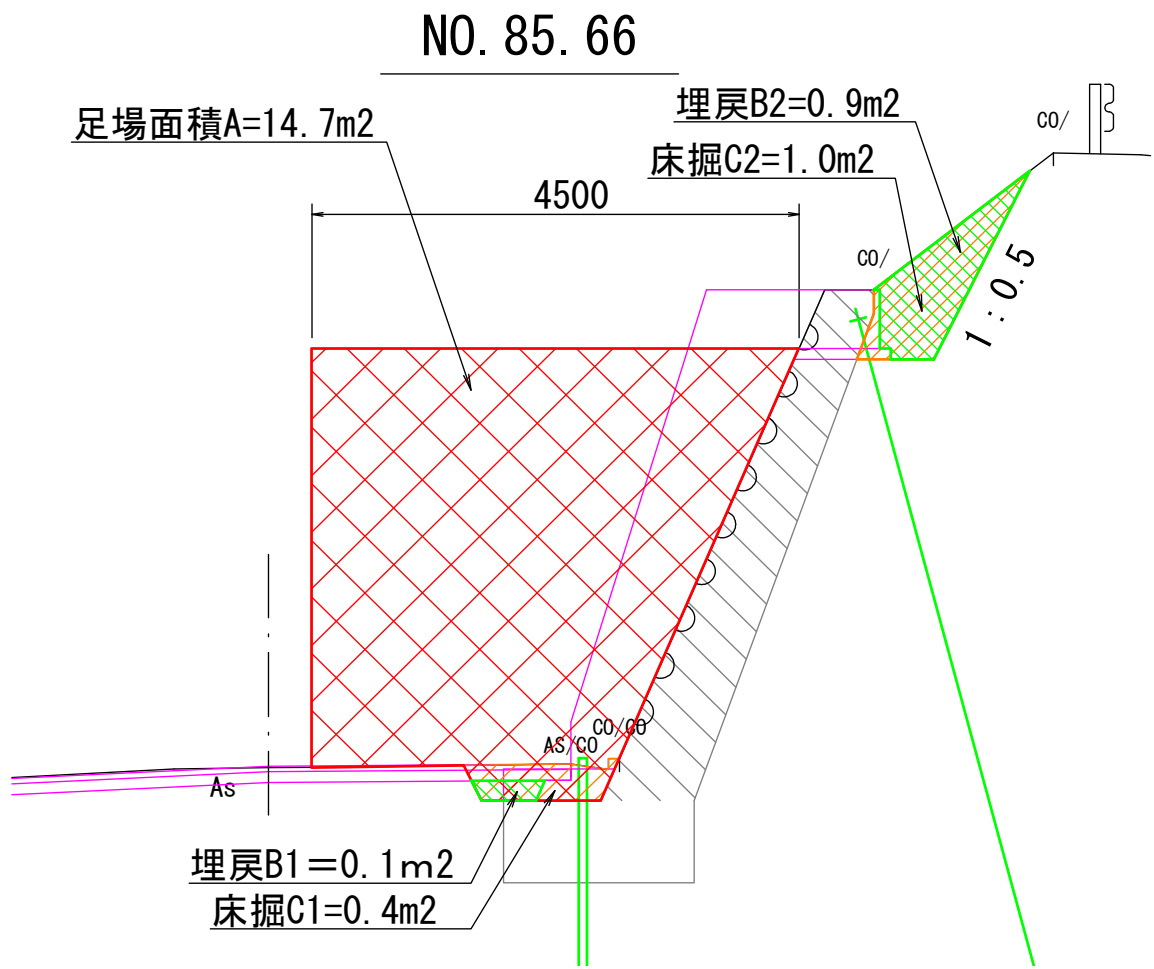 NO.85.66
足場面積A=14.7m2
埋戻B2=0.9m2
CO/
床掘C2=1.0m2
4500
CO/
1:0.5
CO/CO
AS/CO
As
埋戻B1＝0.1ｍ2
床掘C1=0.4m2